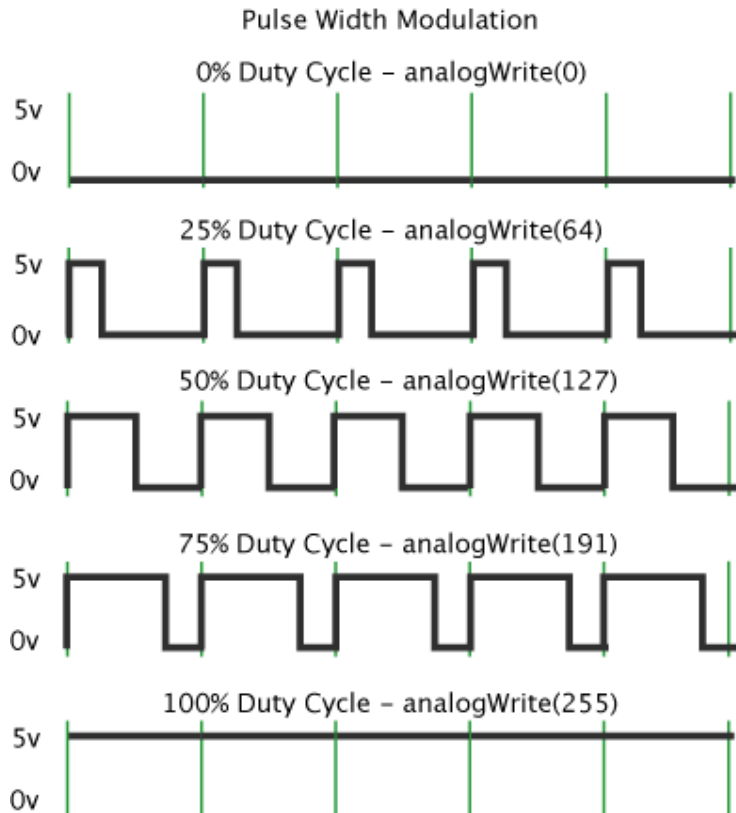 Pulse Width Modulation
0% Duty Cycle – analogWrite(0)
5v
0v
25% Duty Cycle – analogWrite(64)
5v
0v
50% Duty Cycle – analogWrite(127)
5v
0v
75% Duty Cycle – analogWrite(191)
5v
0v
100% Duty Cycle – analogWrite(255)
5v
0v